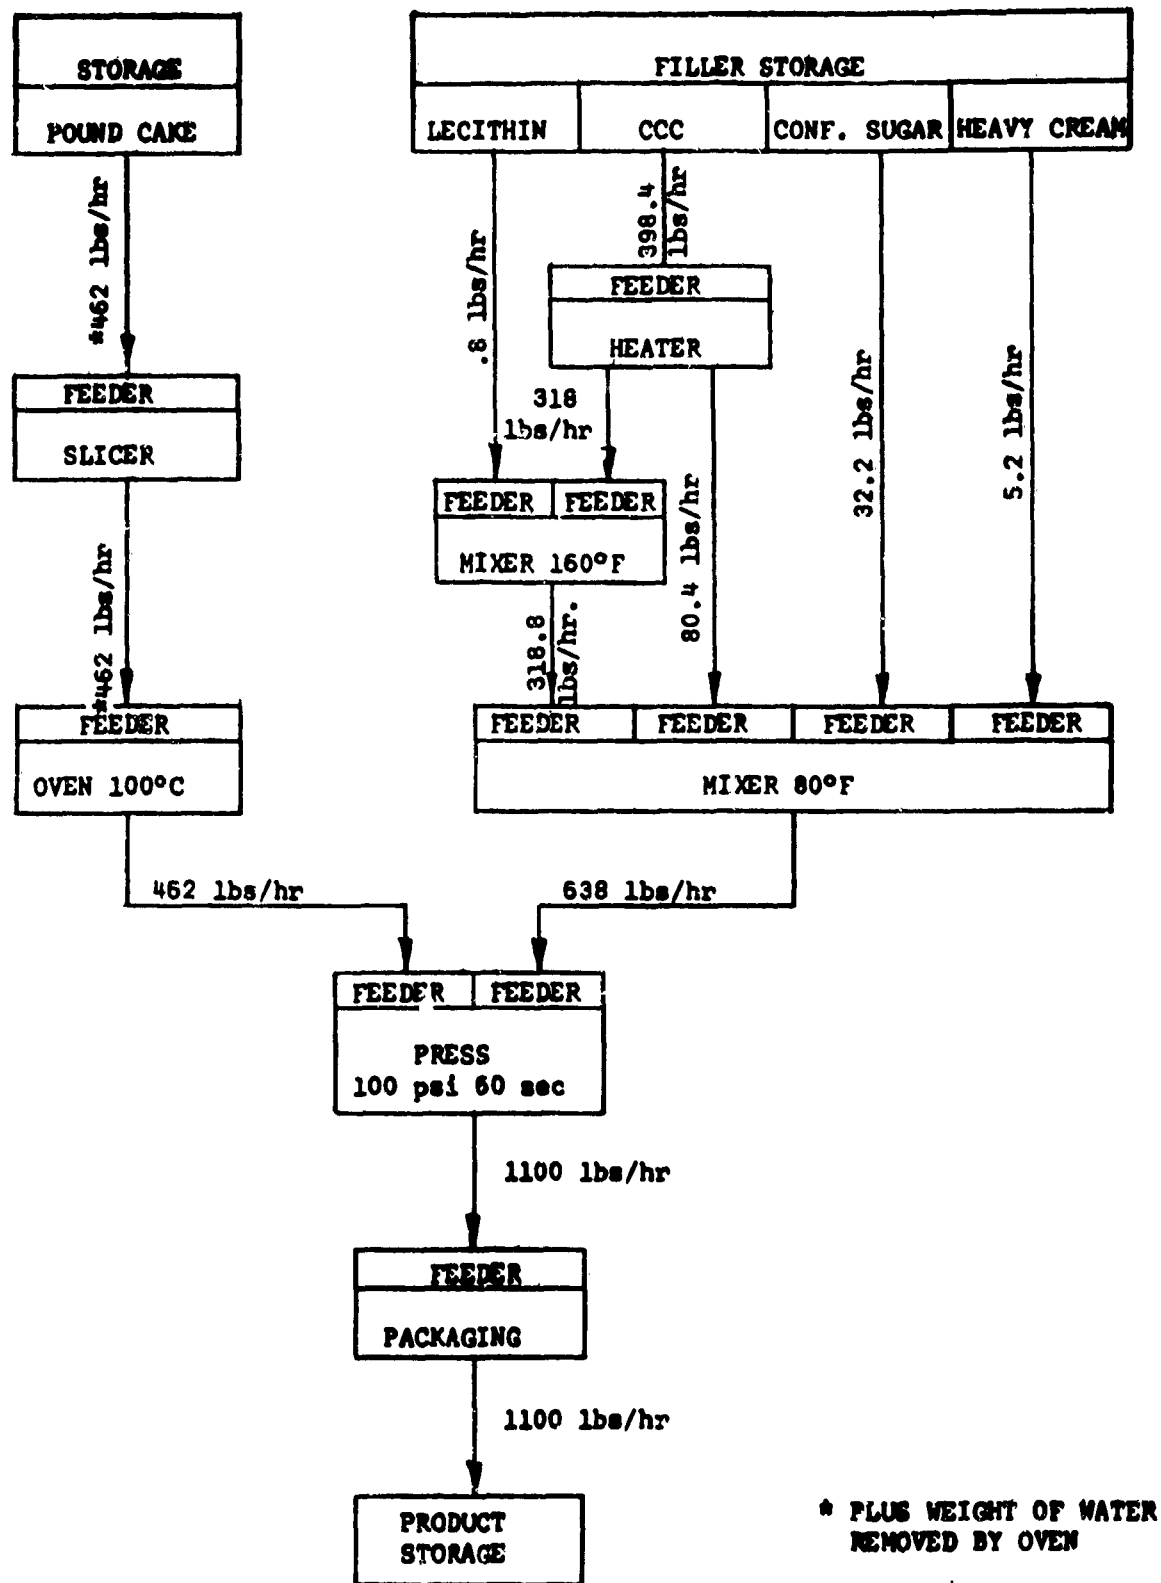 STORAGE
POUND CAKE
FILLER STORAGE
LECITHIN
CCC
CONF. SUGAR
HEAVY CREAM
*462 lbs/hr
.8 lbs/hr
398.4
lbs/hr
FEEDER
HEATER
32.2 lbs/hr
5.2 lbs/hr
FEEDER
SLICER
318
lbs/hr
80.4 lbs/hr
FEEDER
FEEDER
MIXER 160°F
*462 lbs/hr
318.8
lbs/hr.
FEEDER
OVEN 100°C
FEEDER
FEEDER
FEEDER
FEEDER
MIXER 80°F
462 lbs/hr
638 lbs/hr
FEEDER
FEEDER
PRESS
100 psi 60 sec
1100 lbs/hr
FEEDER
PACKAGING
1100 lbs/hr
PRODUCT
STORAGE
* PLUS WEIGHT OF WATER
REMOVED BY OVEN